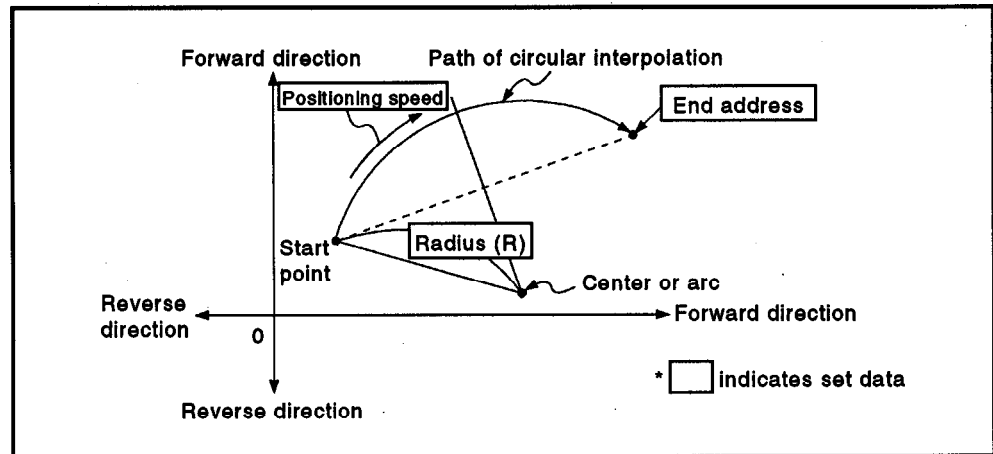 Forward direction
Path of circular interpolation
Positioning speed
End address
Start
point
Radius (R)
Center or arc
Reverse
direction
0
Forward direction
* indicates set data
Reverse direction